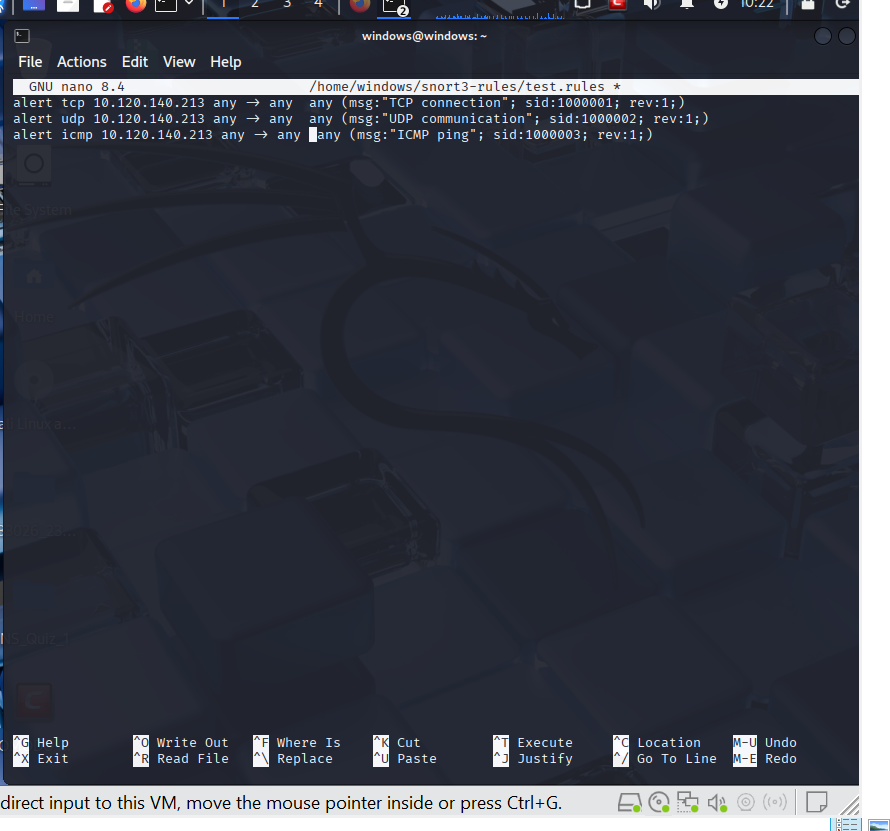 1 2 3 4 2 10:22
windows@windows: ~
File Actions Edit View Help
GNU nano 8.4 /home/windows/snort3-rules/test.rules *
alert tcp 10.120.140.213 any -> any any (msg:"TCP connection"; sid:1000001; rev:1;)
alert udp 10.120.140.213 any -> any any (msg:"UDP communication"; sid:1000002; rev:1;)
alert icmp 10.120.140.213 any -> any any (msg:"ICMP ping"; sid:1000003; rev:1;)
System
Home
Linux a...
^G Help ^O Write Out ^F Where Is ^K Cut ^T Execute ^C Location M-U Undo
^X Exit ^R Read File ^\ Replace ^U Paste ^J Justify ^/ Go To Line M-E Redo
direct input to this VM, move the mouse pointer inside or press Ctrl+G.